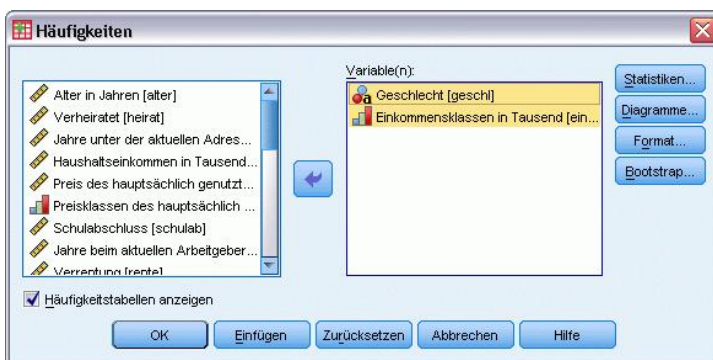 Häufigkeiten
Alter in Jahren [alter]
Verheiratet [heirat]
Jahre unter der aktuellen Adres...
Haushaltseinkommen in Tausend...
Preis des hauptsächlich genutzt...
Preisklassen des hauptsächlich ...
Schulabschluss [schulab]
Jahre beim aktuellen Arbeitgeber...
Verrentung [rente]
Variable(n):
Geschlecht [geschl]
Einkommensklassen in Tausend [ein...
Statistiken...
Diagramme...
Format...
Bootstrap...
Häufigkeitstabellen anzeigen
OK Einfügen Zurücksetzen Abbrechen Hilfe